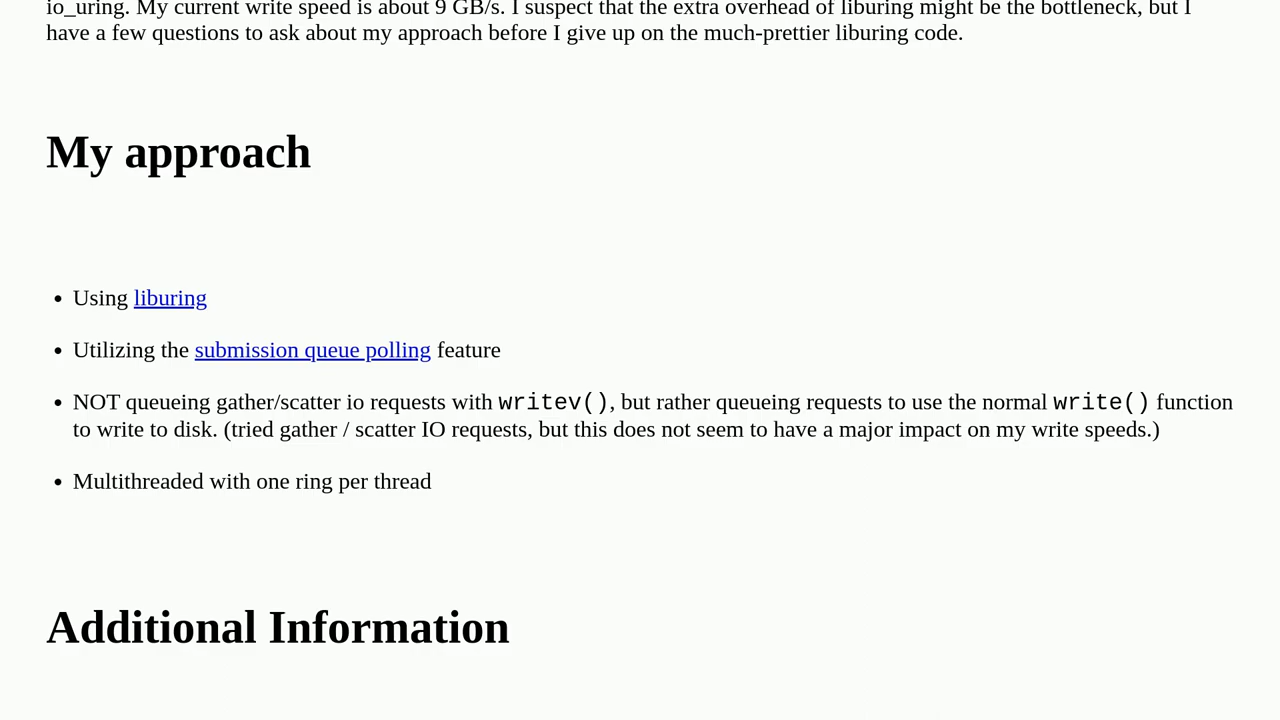 io_uring. My current write speed is about 9 GB/s. I suspect that the extra overhead of liburing might be the bottleneck, but I
have a few questions to ask about my approach before I give up on the much-prettier liburing code.
My approach
• Using liburing
• Utilizing the submission queue polling feature
• NOT queueing gather/scatter io requests with writev(), but rather queueing requests to use the normal write() function
to write to disk. (tried gather / scatter IO requests, but this does not seem to have a major impact on my write speeds.)
• Multithreaded with one ring per thread
Additional Information